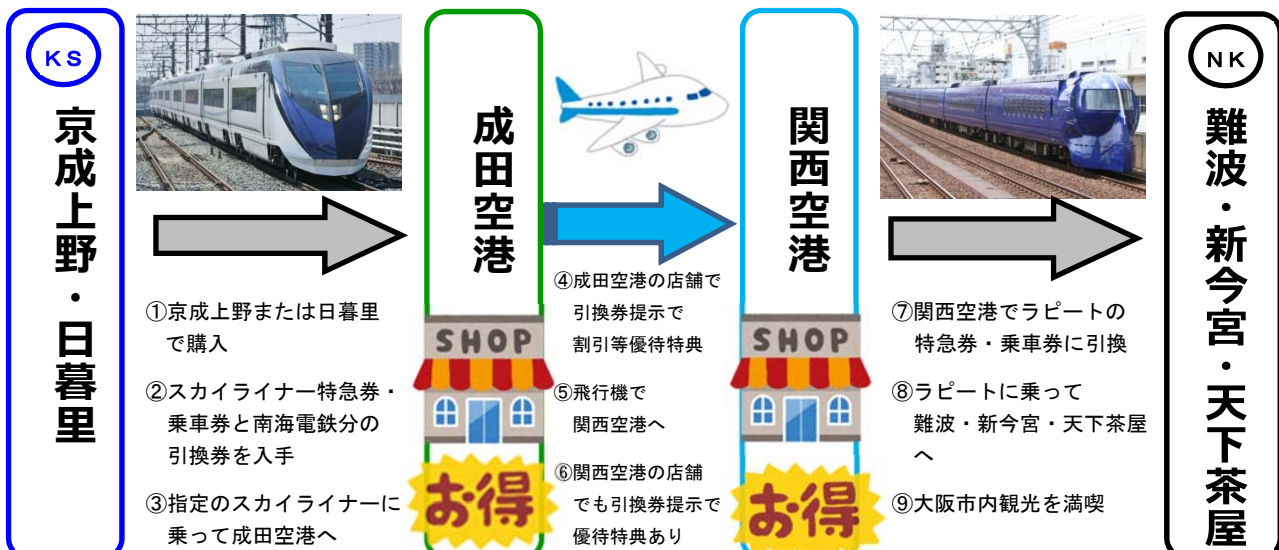 KS
京成上野・日暮里
①京成上野または日暮里
で購入
②スカイライナー特急券・
乗車券と南海電鉄分の
引換券を入手
③指定のスカイライナーに
乗って成田空港へ
成田空港
SHOP
お得
④成田空港の店舗で
引換券提示で
割引等優待特典
⑤飛行機で
関西空港へ
⑥関西空港の店舗
でも引換券提示で
優待特典あり
関西空港
SHOP
お得
⑦関西空港でラピートの
特急券・乗車券に引換
⑧ラピートに乗って
難波・新今宮・天下茶屋
へ
⑨大阪市内観光を満喫
NK
難波・新今宮・天下茶屋